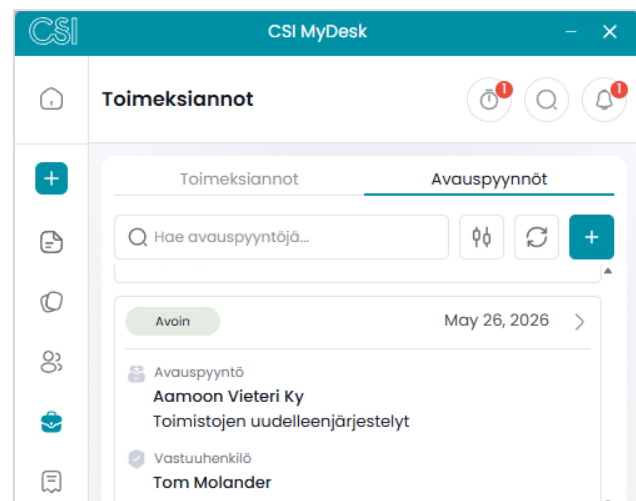 CSI
CSI MyDesk
Toimeksiannot
1
1
Toimeksiannot
Avauspyynnöt
Hae avauspyyntöjä...
Avoin
May 26, 2026
Avauspyyntö
Aamoon Vieteri Ky
Toimistojen uudelleenjärjestelyt
Vastuuhenkilö
Tom Molander